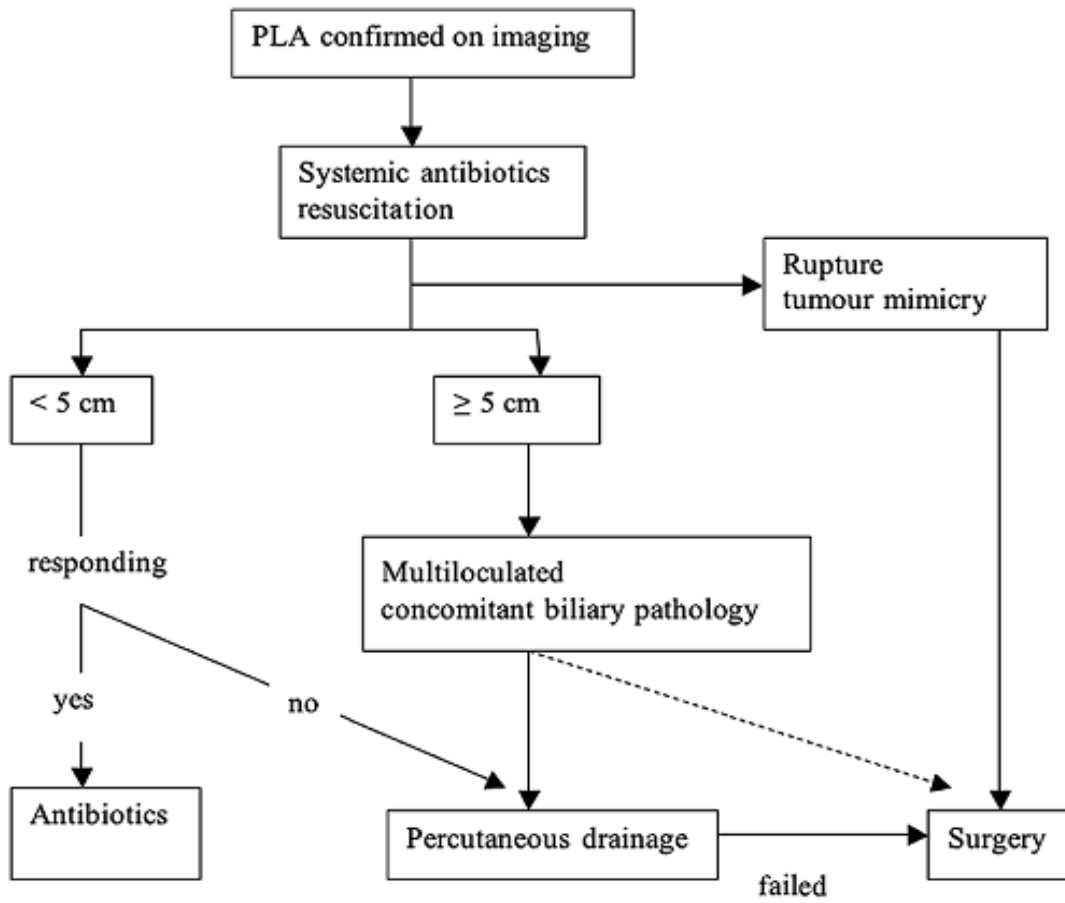 PLA confirmed on imaging
Systemic antibiotics
resuscitation
Rupture
tumour mimicry
< 5 cm
≥ 5 cm
responding
Multiloculated
concomitant biliary pathology
yes
no
Antibiotics
Percutaneous drainage
failed
Surgery